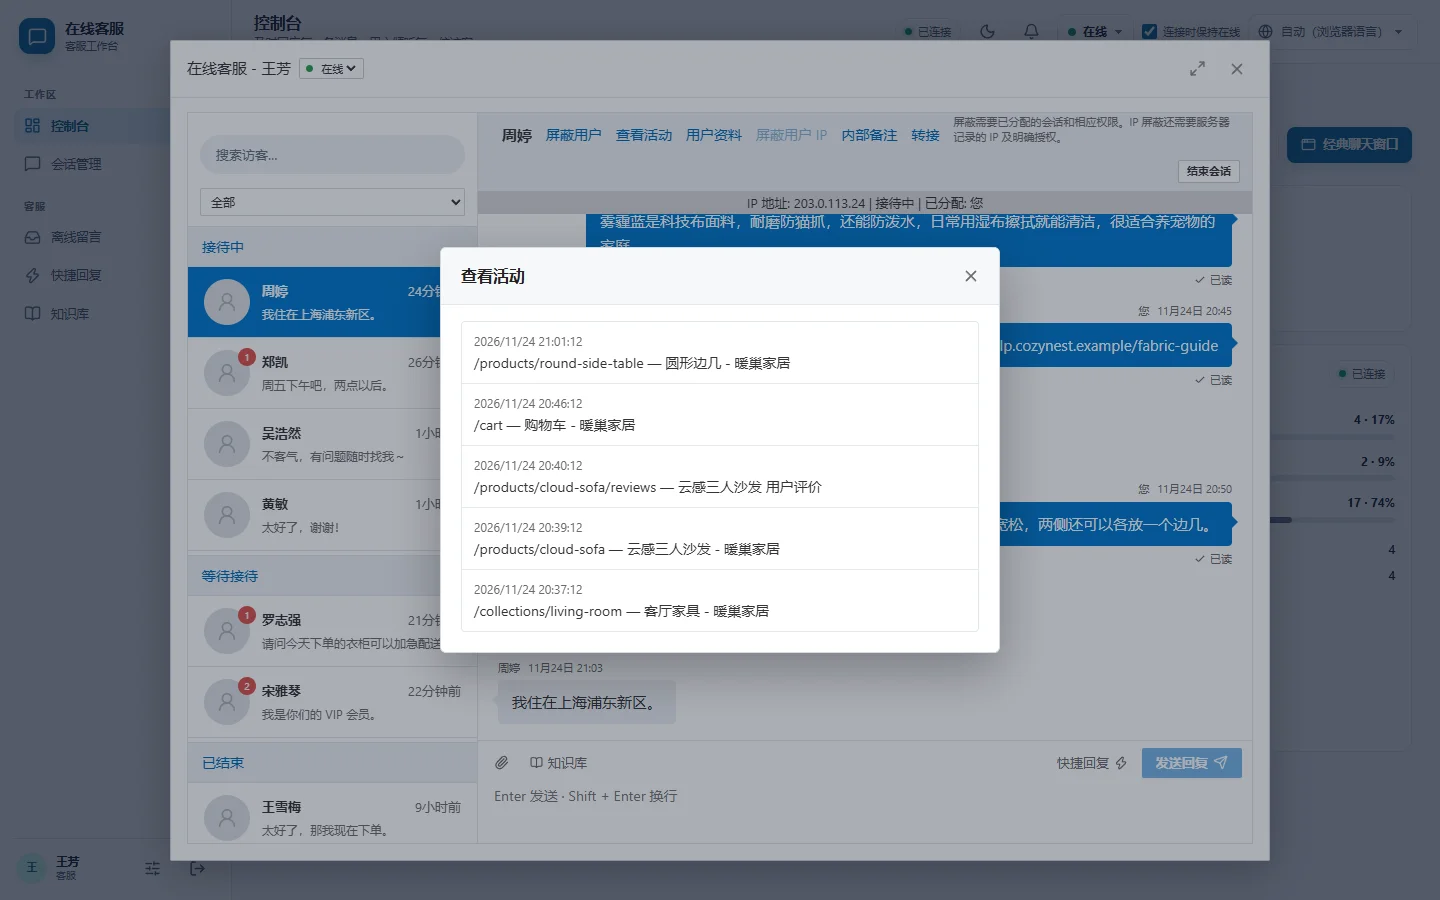 在线客服
客服工作台
工作区
控制台
会话管理
客服
离线留言
快捷回复
知识库
王
王芳
客服
控制台
已连接
在线
连接时保持在线
自动（浏览器语言）
经典聊天窗口
已连接
4 · 17%
2 · 9%
17 · 74%
4
4
在线客服 - 王芳
在线
搜索访客...
全部
接待中
周婷
24分
我住在上海浦东新区。
1
郑凯
26分
周五下午吧，两点以后。
吴浩然
1小
不客气，有问题随时找我～
黄敏
1小
太好了，谢谢！
等待接待
1
罗志强
21分
请问今天下单的衣柜可以加急配送
2
宋雅琴
22分钟前
我是你们的 VIP 会员。
已结束
王雪梅
9小时前
太好了，那我现在下单。
周婷
屏蔽用户
查看活动
用户资料
屏蔽用户 IP
内部备注
转接
屏蔽需要已分配的会话和相应权限。IP 屏蔽还需要服务器
记录的 IP 及明确授权。
结束会话
IP 地址: 203.0.113.24 | 接待中 | 已分配: 您
雾霾蓝是科技布面料，耐磨防猫抓，还能防泼水，日常用湿布擦拭就能清洁，很适合养宠物的
家庭
已读
您 11月24日 20:45
lp.cozynest.example/fabric-guide
已读
您 11月24日 20:50
宽松，两侧还可以各放一个边几。
已读
查看活动
2026/11/24 21:01:12
/products/round-side-table — 圆形边几 - 暖巢家居
2026/11/24 20:46:12
/cart — 购物车 - 暖巢家居
2026/11/24 20:40:12
/products/cloud-sofa/reviews — 云感三人沙发 用户评价
2026/11/24 20:39:12
/products/cloud-sofa — 云感三人沙发 - 暖巢家居
2026/11/24 20:37:12
/collections/living-room — 客厅家具 - 暖巢家居
周婷 11月24日 21:03
我住在上海浦东新区。
知识库
快捷回复
发送回复
Enter 发送 · Shift + Enter 换行